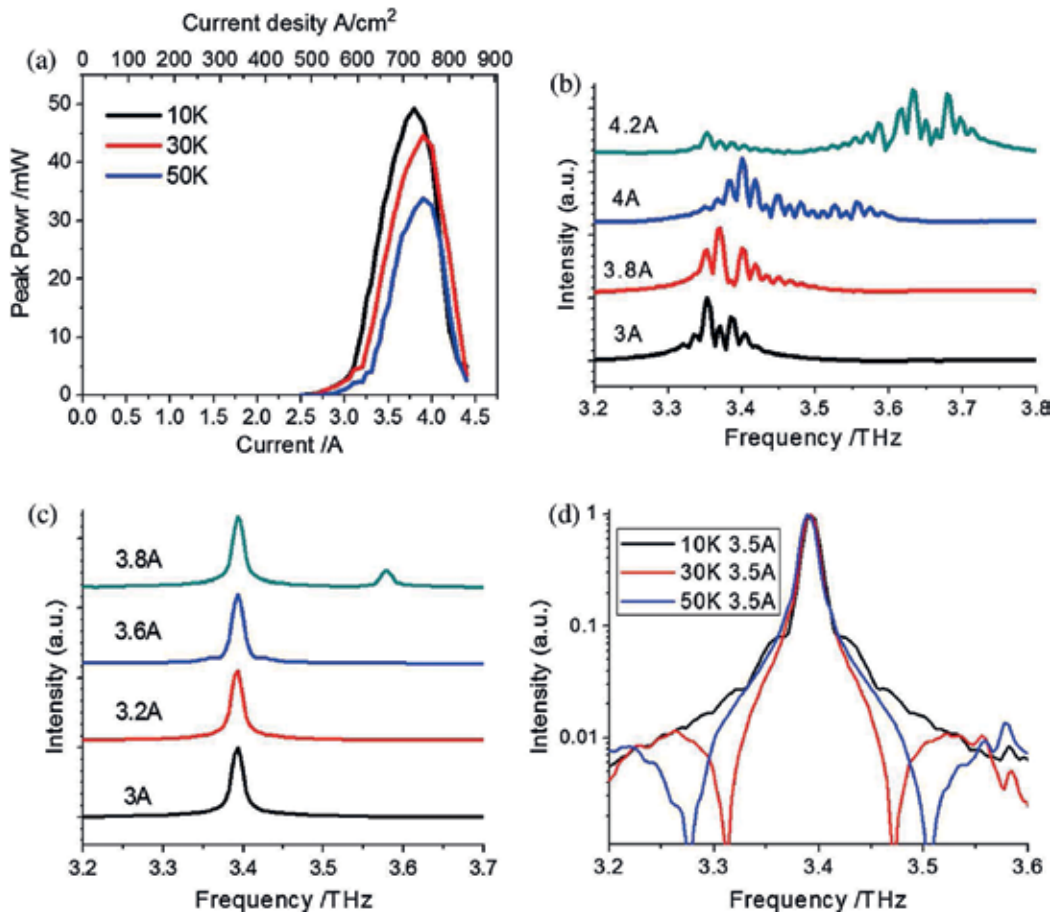 Current desity A/cm²
(a)
0 100 200 300 400 500 600 700 800 900
10K
30K
50K
50
40
30
20
10
0
Peak Powr /mW
0.0 0.5 1.0 1.5 2.0 2.5 3.0 3.5 4.0 4.5
Current /A
(b)
4.2A
4A
3.8A
3A
Intensity (a.u.)
3.2 3.3 3.4 3.5 3.6 3.7 3.8
Frequency /THz
(c)
3.8A
3.6A
3.2A
3A
Intensity (a.u.)
3.2 3.3 3.4 3.5 3.6 3.7
Frequency /THz
(d)
1
0.1
0.01
10K 3.5A
30K 3.5A
50K 3.5A
Intensity (a.u.)
3.2 3.3 3.4 3.5 3.6
Frequency /THz